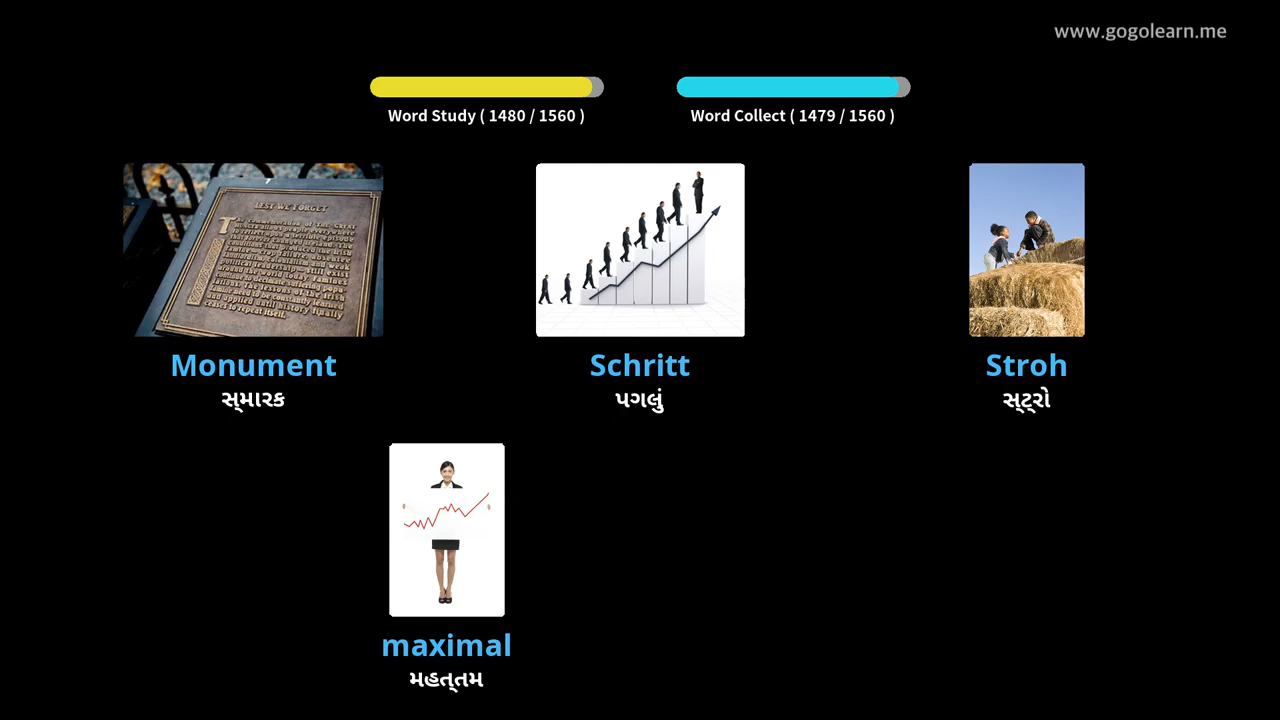 www.gogolearn.me
Word Study ( 1480 / 1560 )
Word Collect ( 1479 / 1560 )
LEST WE FORGET
Monument
સ્મારક
Schritt
પગલું
Stroh
સ્ટ્રો
maximal
મહત્તમ